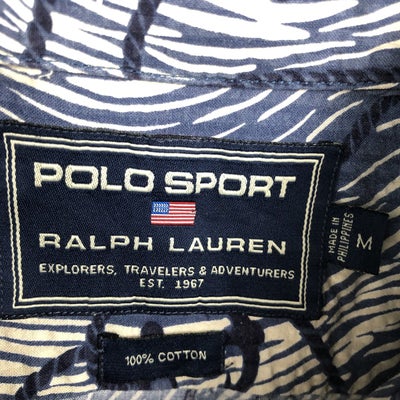 POLO SPORT
RALPH LAUREN
EXPLORERS, TRAVELERS & ADVENTURERS
EST. 1967
MADE IN
PHILIPPINES
M
100% COTTON